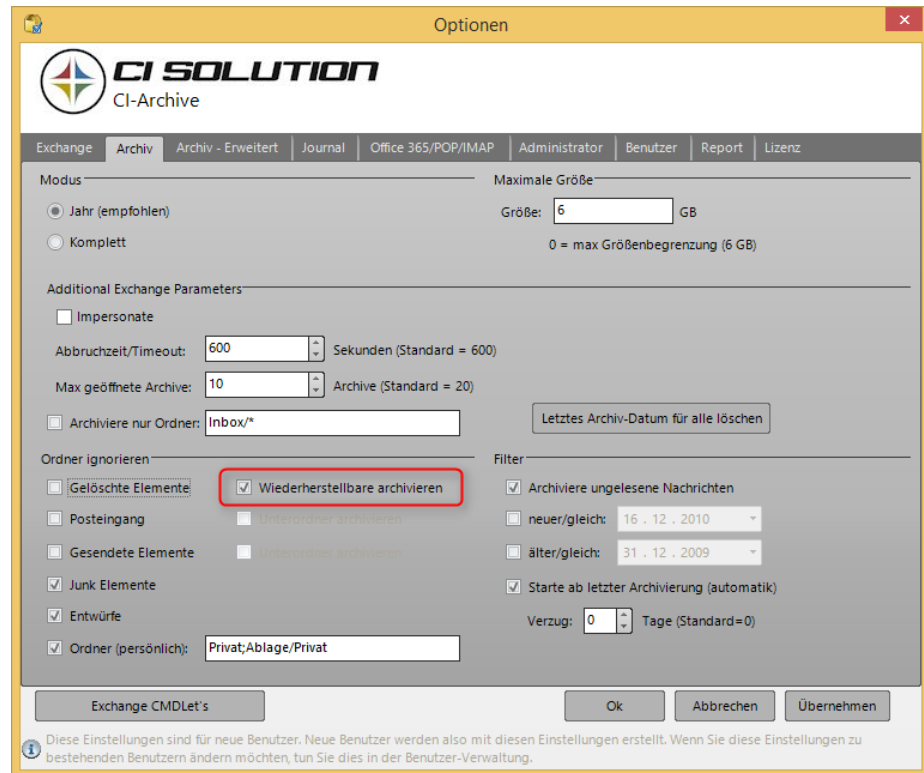 Optionen
CI SOLUTION
CI-Archive
Exchange Archiv Archiv - Erweitert Journal Office 365/POP/IMAP Administrator Benutzer Report Lizenz
Modus
Jahr (empfohlen)
Komplett
Maximale Größe
Größe: 6 GB
0 = max Größenbegrenzung (6 GB)
Additional Exchange Parameters
Impersonate
Abbruchzeit/Timeout: 600 Sekunden (Standard = 600)
Max geöffnete Archive: 10 Archive (Standard = 20)
Archiviere nur Ordner: Inbox/*
Letztes Archiv-Datum für alle löschen
Ordner ignorieren
Gelöschte Elemente Wiederherstellbare archivieren
Posteingang Unterordner archivieren
Gesendete Elemente Unterordner archivieren
Junk Elemente
Entwürfe
Ordner (persönlich): Privat;Ablage/Privat
Filter
Archiviere ungelesene Nachrichten
neuer/gleich: 16 . 12 . 2010
älter/gleich: 31 . 12 . 2009
Starte ab letzter Archivierung (automatik)
Verzug: 0 Tage (Standard=0)
Exchange CMDLet's Ok Abbrechen Übernehmen
Diese Einstellungen sind für neue Benutzer. Neue Benutzer werden also mit diesen Einstellungen erstellt. Wenn Sie diese Einstellungen zu
bestehenden Benutzern ändern möchten, tun Sie dies in der Benutzer-Verwaltung.